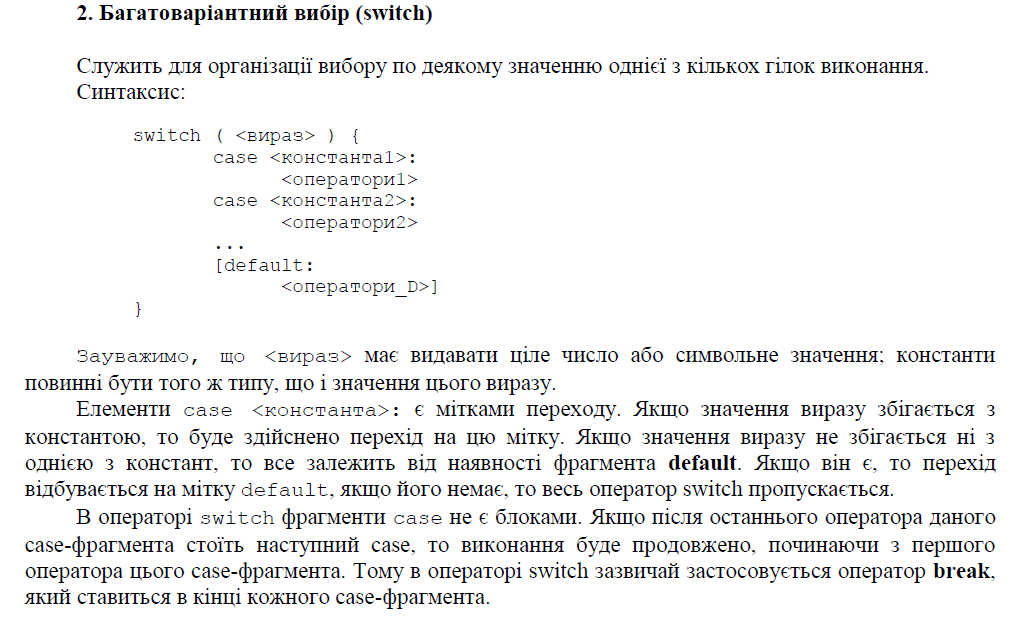 2. Багатоваріантний вибір (switch)
Служить для організації вибору по деякому значенню однієї з кількох гілок виконання.
Синтаксис:
switch ( <вираз> ) {
case <константа1>:
<оператори1>
case <константа2>:
<оператори2>
...
[default:
<оператори_D>]
}
Зауважимо, що <вираз> має видавати ціле число або символьне значення; константи
повинні бути того ж типу, що і значення цього виразу.
Елементи case <константа>: є мітками переходу. Якщо значення виразу збігається з
константою, то буде здійснено перехід на цю мітку. Якщо значення виразу не збігається ні з
однією з констант, то все залежить від наявності фрагмента default. Якщо він є, то перехід
відбувається на мітку default, якщо його немає, то весь оператор switch пропускається.
В операторі switch фрагменти case не є блоками. Якщо після останнього оператора даного
case-фрагмента стоїть наступний case, то виконання буде продовжено, починаючи з першого
оператора цього case-фрагмента. Тому в операторі switch зазвичай застосовується оператор break,
який ставиться в кінці кожного case-фрагмента.